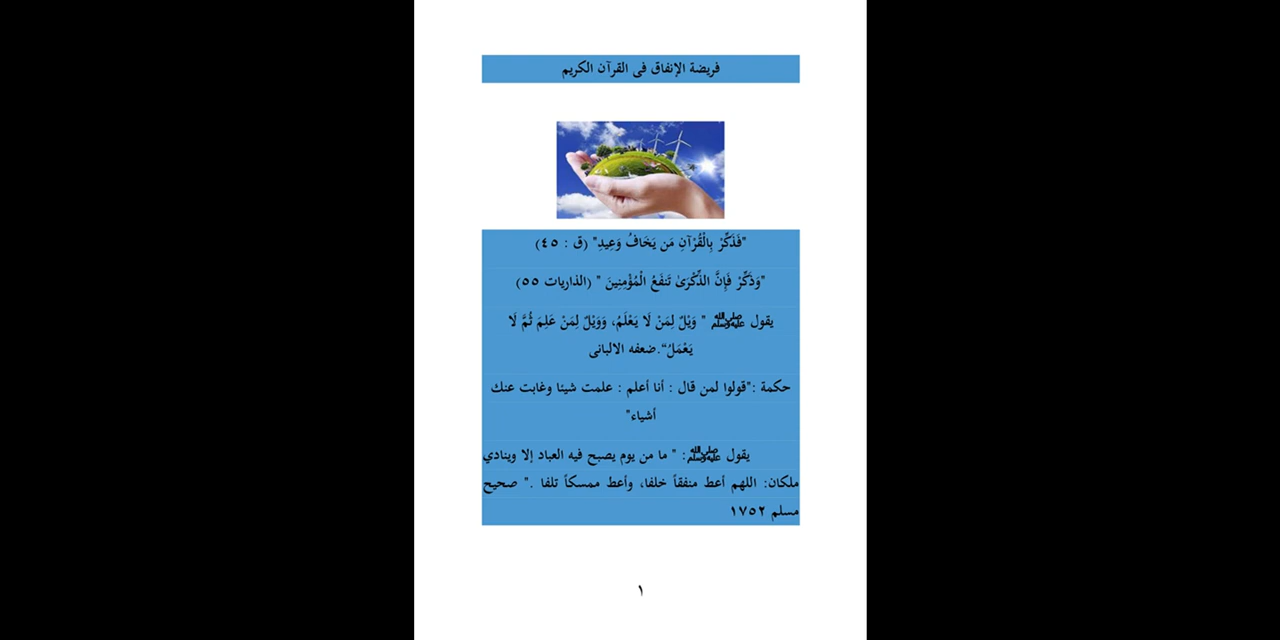 فريضة الإنفاق فى القرآن الكريم
"فَذَكِّرْ بِالْقُرْآنِ مَن يَخَافُ وَعِيدِ" (ق : ٤٥)
"وَذَكِّرْ فَإِنَّ الذِّكْرَىٰ تَنفَعُ الْمُؤْمِنِينَ " (الذاريات ٥٥)
يقول ﷺ " وَيْلٌ لِمَنْ لَا يَعْلَمُ، وَوَيْلٌ لِمَنْ عَلِمَ ثُمَّ لَا
يَعْمَلُ“.ضعفه الالبانى
حكمة :"قولوا لمن قال : أنا أعلم : علمت شيئا وغابت عنك
أشياء"
يقول ﷺ: " ما من يوم يصبح فيه العباد إلا وينادي
ملكان: اللهم أعط منفقاً خلفا، وأعط ممسكاً تلفا ." صحيح
مسلم ١٧٥٢
١